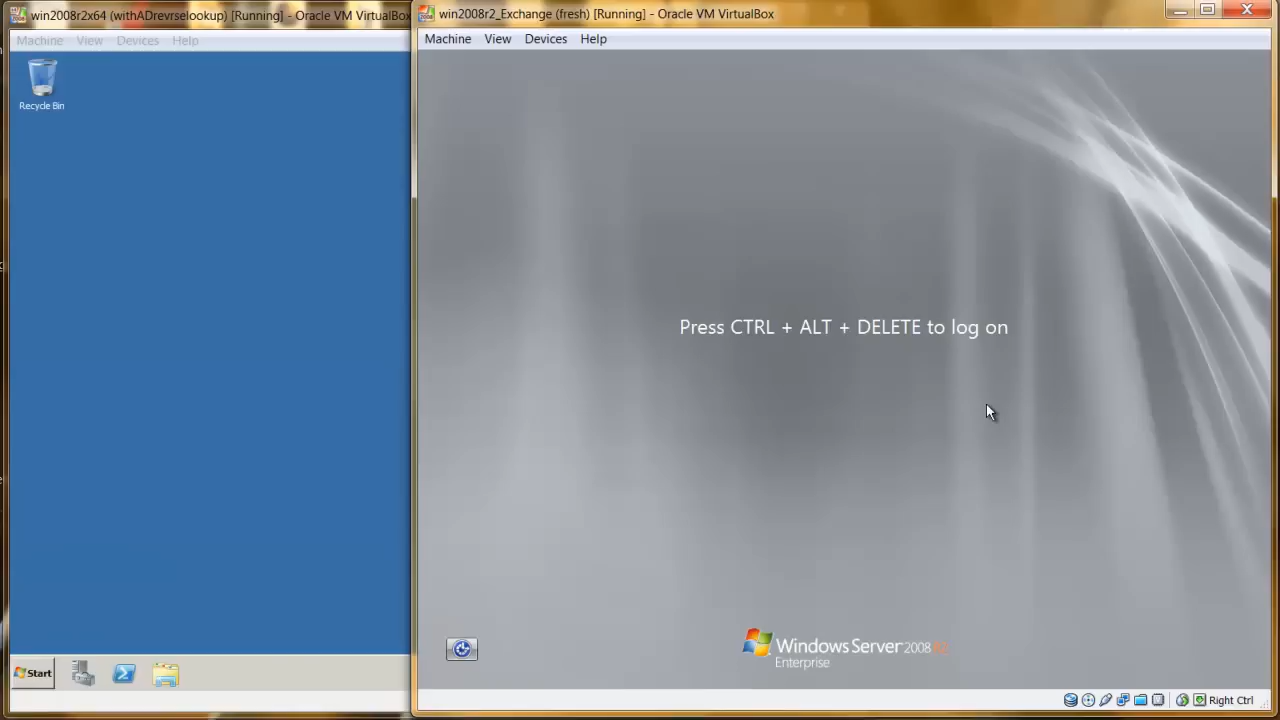 win2008r2x64 (withADrevrselookup) [Running] - Oracle VM VirtualBox
Machine View Devices Help
Recycle Bin
Start
win2008r2_Exchange (fresh) [Running] - Oracle VM VirtualBox
Machine View Devices Help
Press CTRL + ALT + DELETE to log on
Windows Server 2008 R2
Enterprise
Right Ctrl